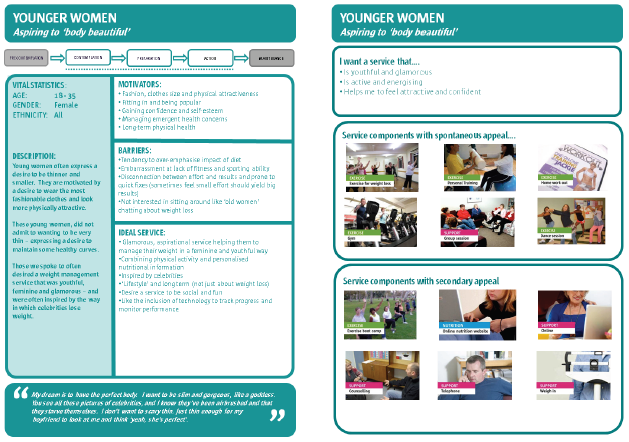 YOUNGER WOMEN
Aspiring to 'body beautiful'
PRECONTEMPLATION
CONTEMPLATION
PREPARATION
ACTION
MAINTENANCE
VITAL STATISTICS:
AGE: 18-35
GENDER: Female
ETHNICITY: All
DESCRIPTION:
Young women often express a
desire to be thinner and
smaller. They are motivated by
a desire to wear the most
fashionable clothes and look
more physically attractive.
These young women, did not
admit to wanting to be very
thin – expressing a desire to
maintain some healthy curves.
Those we spoke to often
desired a weight management
service that was youthful,
feminine and glamorous – and
were often inspired by the way
in which celebrities lose
weight.
MOTIVATORS:
• Fashion, clothes size and physical attractiveness
• Fitting in and being popular
• Gaining confidence and self-esteem
• Managing emergent health concerns
• Long-term physical health
BARRIERS:
• Tendency to over-emphasise impact of diet
• Embarrassment at lack of fitness and sporting ability
• Disconnection between effort and results and prone to
quick fixes (sometimes feel small effort should yield big
results)
• Not interested in sitting around like 'old women'
chatting about weight loss
IDEAL SERVICE:
• Glamorous, aspirational service helping them to
manage their weight in a feminine and youthful way
• Combining physical activity and personalised
nutritional information
• Inspired by celebrities
• 'Lifestyle' and long term (not just about weight loss)
• Desire a service to be social and fun
• Like the inclusion of technology to track progress and
monitor performance
“ My dream is to have the perfect body. I want to be slim and gorgeous, like a goddess.
You see all those pictures of celebrities, and I know they've been airbrushed and that
they starve themselves. I don't want to scary thin. Just thin enough for my
boyfriend to look at me and think 'yeah, she's perfect'. ”
YOUNGER WOMEN
Aspiring to 'body beautiful'
I want a service that....
• Is youthful and glamorous
• Is active and energising
• Helps me to feel attractive and confident
Service components with spontaneous appeal....
EXERCISE
Exercise for weight loss
EXERCISE
Personal Training
EXERCISE
Home work out
EXERCISE
Gym
SUPPORT
Group session
EXERCISE
Dance session
Service components with secondary appeal
EXERCISE
Exercise boot camp
NUTRITION
Online nutrition website
SUPPORT
Online
SUPPORT
Counselling
SUPPORT
Telephone
SUPPORT
Weigh in